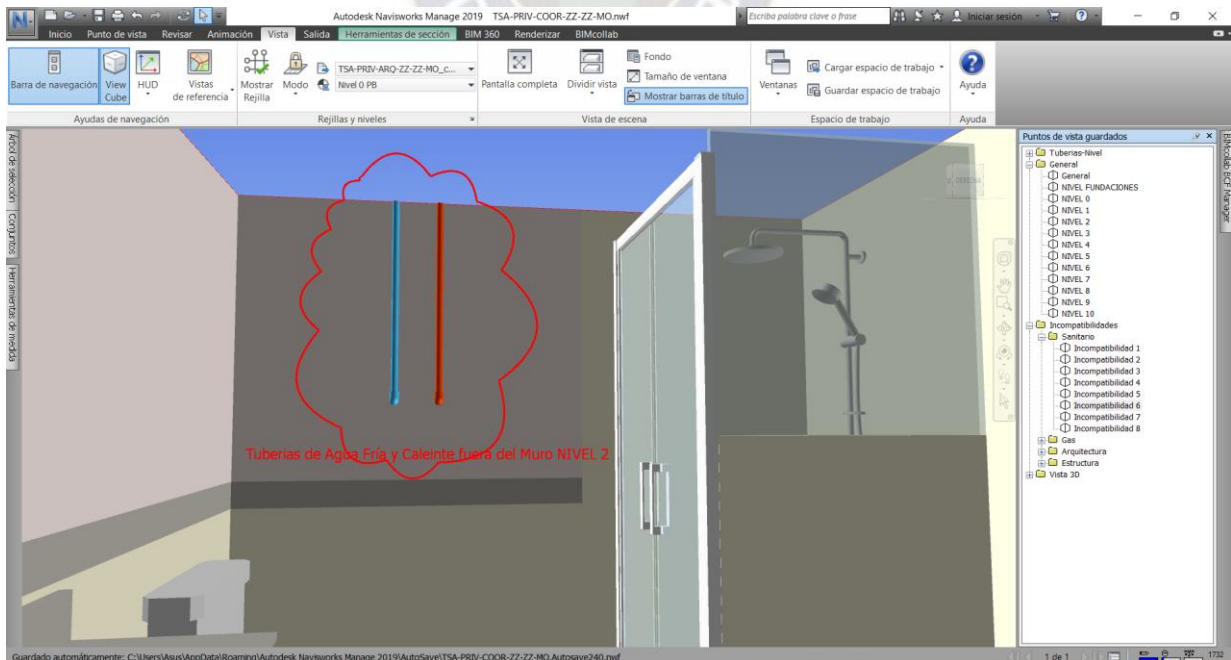 Autodesk Navisworks Manage 2019 TSA-PRIV-COOR-ZZ-ZZ-MO.nwf
Escriba palabra clave o frase
Iniciar sesión
Inicio Punto de vista Revisar Animación Vista Salida Herramientas de sección BIM 360 Renderizar BIMcollab
Barra de navegación
View Cube
HUD
Vistas de referencia
Ayudas de navegación
Mostrar Rejilla
Modo
TSA-PRIV-ARQ-ZZ-ZZ-MO_c...
Nivel 0 PB
Rejillas y niveles
Pantalla completa
Dividir vista
Fondo
Tamaño de ventana
Mostrar barras de título
Vista de escena
Ventanas
Cargar espacio de trabajo
Guardar espacio de trabajo
Espacio de trabajo
Ayuda
Ayuda
Árbol de selección
Conjuntos
Herramientas de medida
Tuberias de Agua Fría y Caleinte fuera del Muro NIVEL 2
Puntos de vista guardados
Tuberias-Nivel
General
General
NIVEL FUNDACIONES
NIVEL 0
NIVEL 1
NIVEL 2
NIVEL 3
NIVEL 4
NIVEL 5
NIVEL 6
NIVEL 7
NIVEL 8
NIVEL 9
NIVEL 10
Incompatibilidades
Sanitario
Incompatibilidad 1
Incompatibilidad 2
Incompatibilidad 3
Incompatibilidad 4
Incompatibilidad 5
Incompatibilidad 6
Incompatibilidad 7
Incompatibilidad 8
Gas
Arquitectura
Estructura
Vista 3D
BIMcollab BCF Manager
Guardado automáticamente: C:\Users\Asus\AppData\Roaming\Autodesk Navisworks Manage 2019\AutoSave\TSA-PRIV-COOR-ZZ-ZZ-MO.Autosave240.nwf
1 de 1
1732